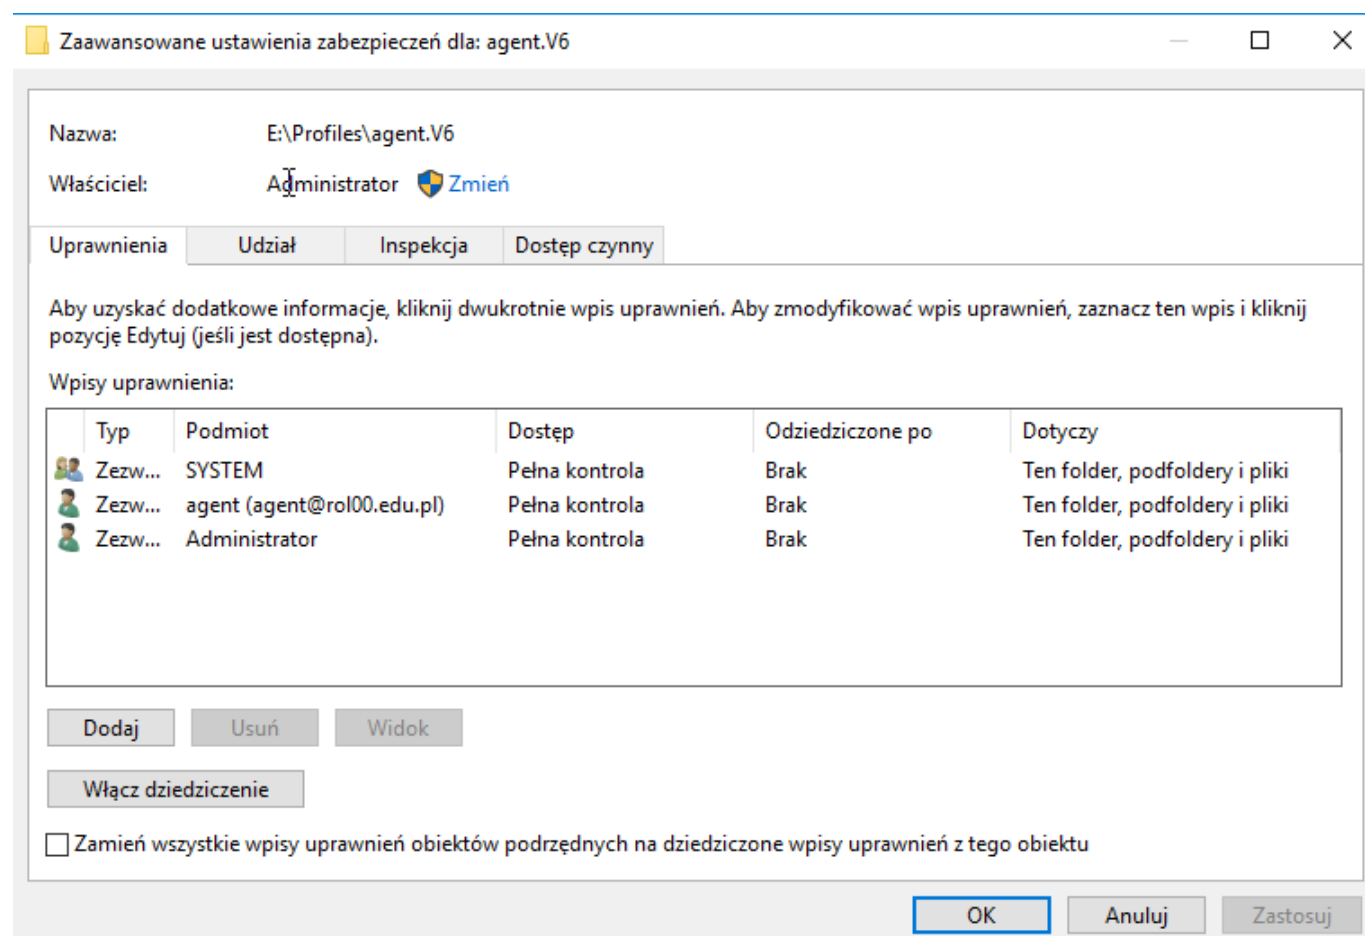 Zaawansowane ustawienia zabezpieczeń dla: agent.V6
Nazwa: E:\Profiles\agent.V6
Właściciel: Administrator Zmień
Uprawnienia Udział Inspekcja Dostęp czynny
Aby uzyskać dodatkowe informacje, kliknij dwukrotnie wpis uprawnień. Aby zmodyfikować wpis uprawnień, zaznacz ten wpis i kliknij
pozycję Edytuj (jeśli jest dostępna).
Wpisy uprawnienia:
Typ Podmiot Dostęp Odziedziczone po Dotyczy
Zezw... SYSTEM Pełna kontrola Brak Ten folder, podfoldery i pliki
Zezw... agent (agent@rol00.edu.pl) Pełna kontrola Brak Ten folder, podfoldery i pliki
Zezw... Administrator Pełna kontrola Brak Ten folder, podfoldery i pliki
Dodaj Usuń Widok
Włącz dziedziczenie
Zamień wszystkie wpisy uprawnień obiektów podrzędnych na dziedziczone wpisy uprawnień z tego obiektu
OK Anuluj Zastosuj